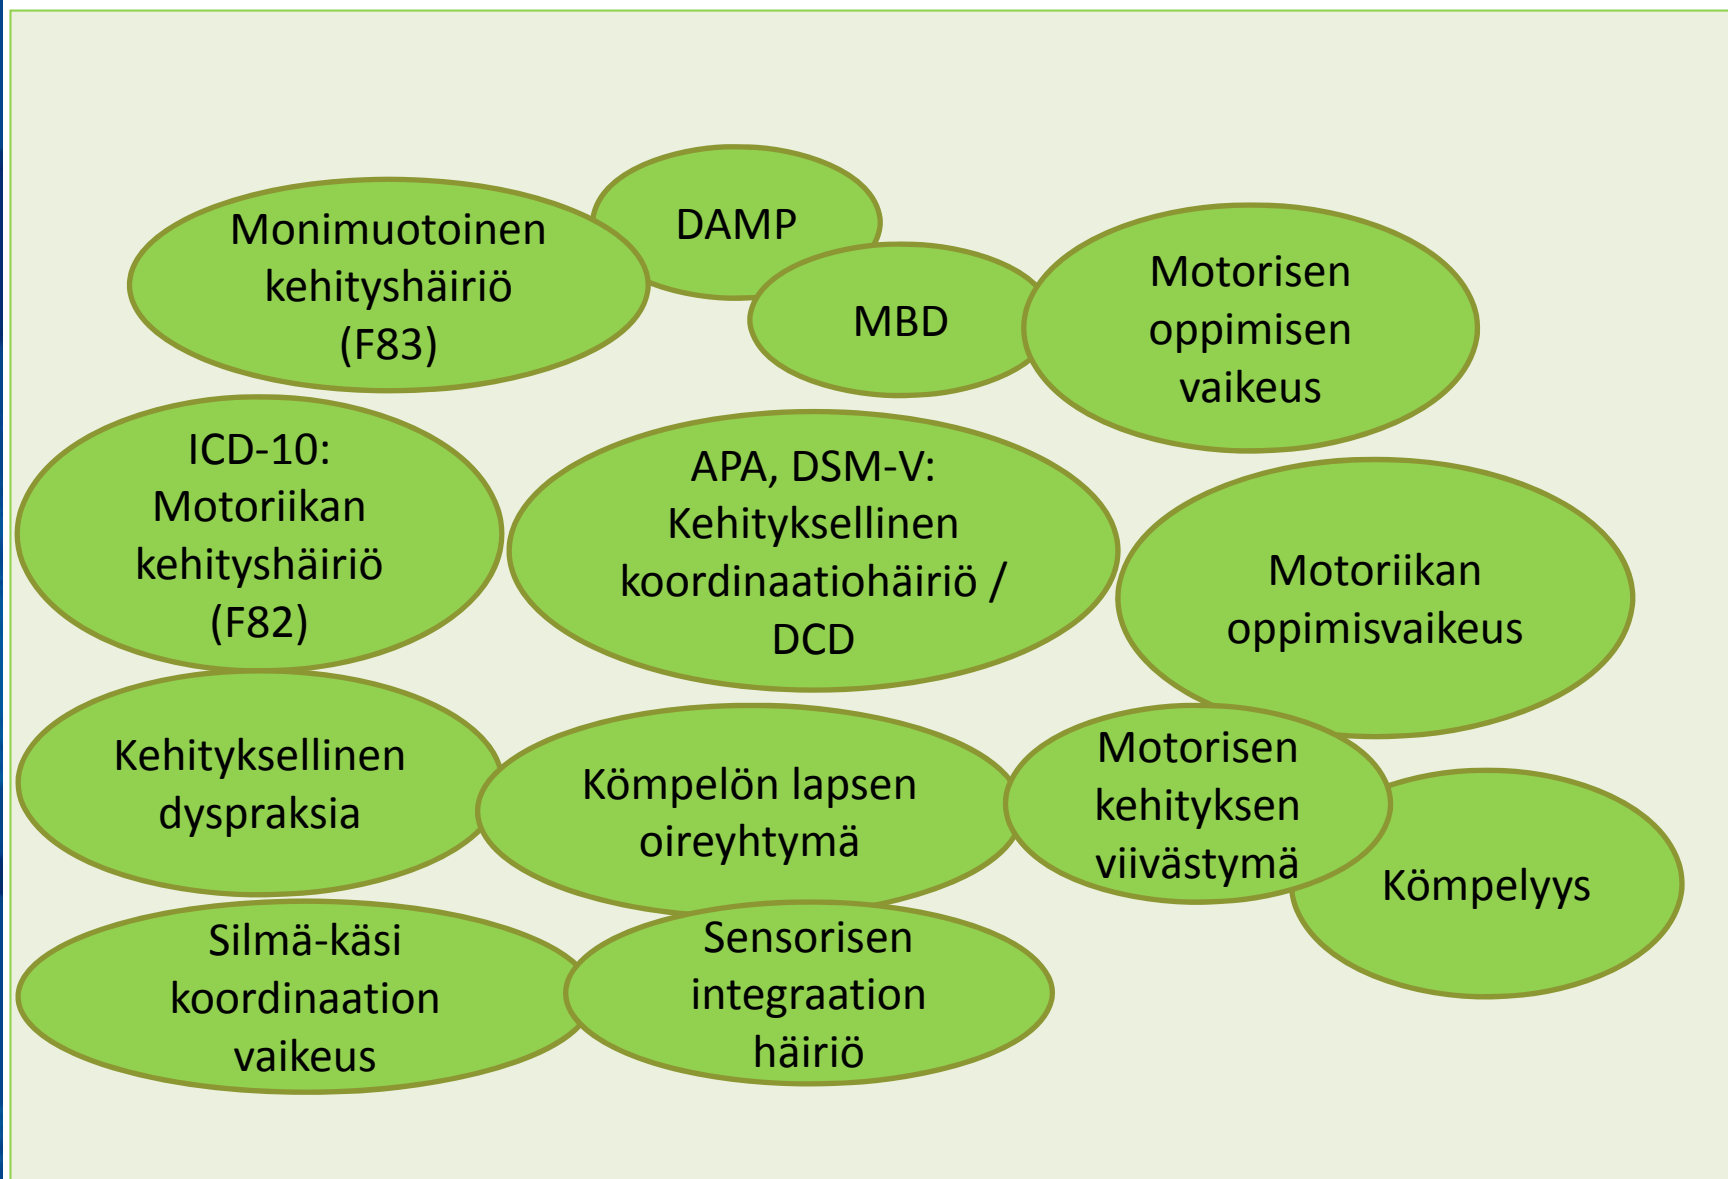 Monimuotoinen
kehityshäiriö
(F83)
DAMP
MBD
Motorisen
oppimisen
vaikeus
ICD-10:
Motoriikan
kehityshäiriö
(F82)
APA, DSM-V:
Kehityksellinen
koordinaatiohäiriö /
DCD
Motoriikan
oppimisvaikeus
Kehityksellinen
dyspraksia
Kömpelön lapsen
oireyhtymä
Motorisen
kehityksen
viivästymä
Kömpelyys
Silmä-käsi
koordinaation
vaikeus
Sensorisen
integraation
häiriö